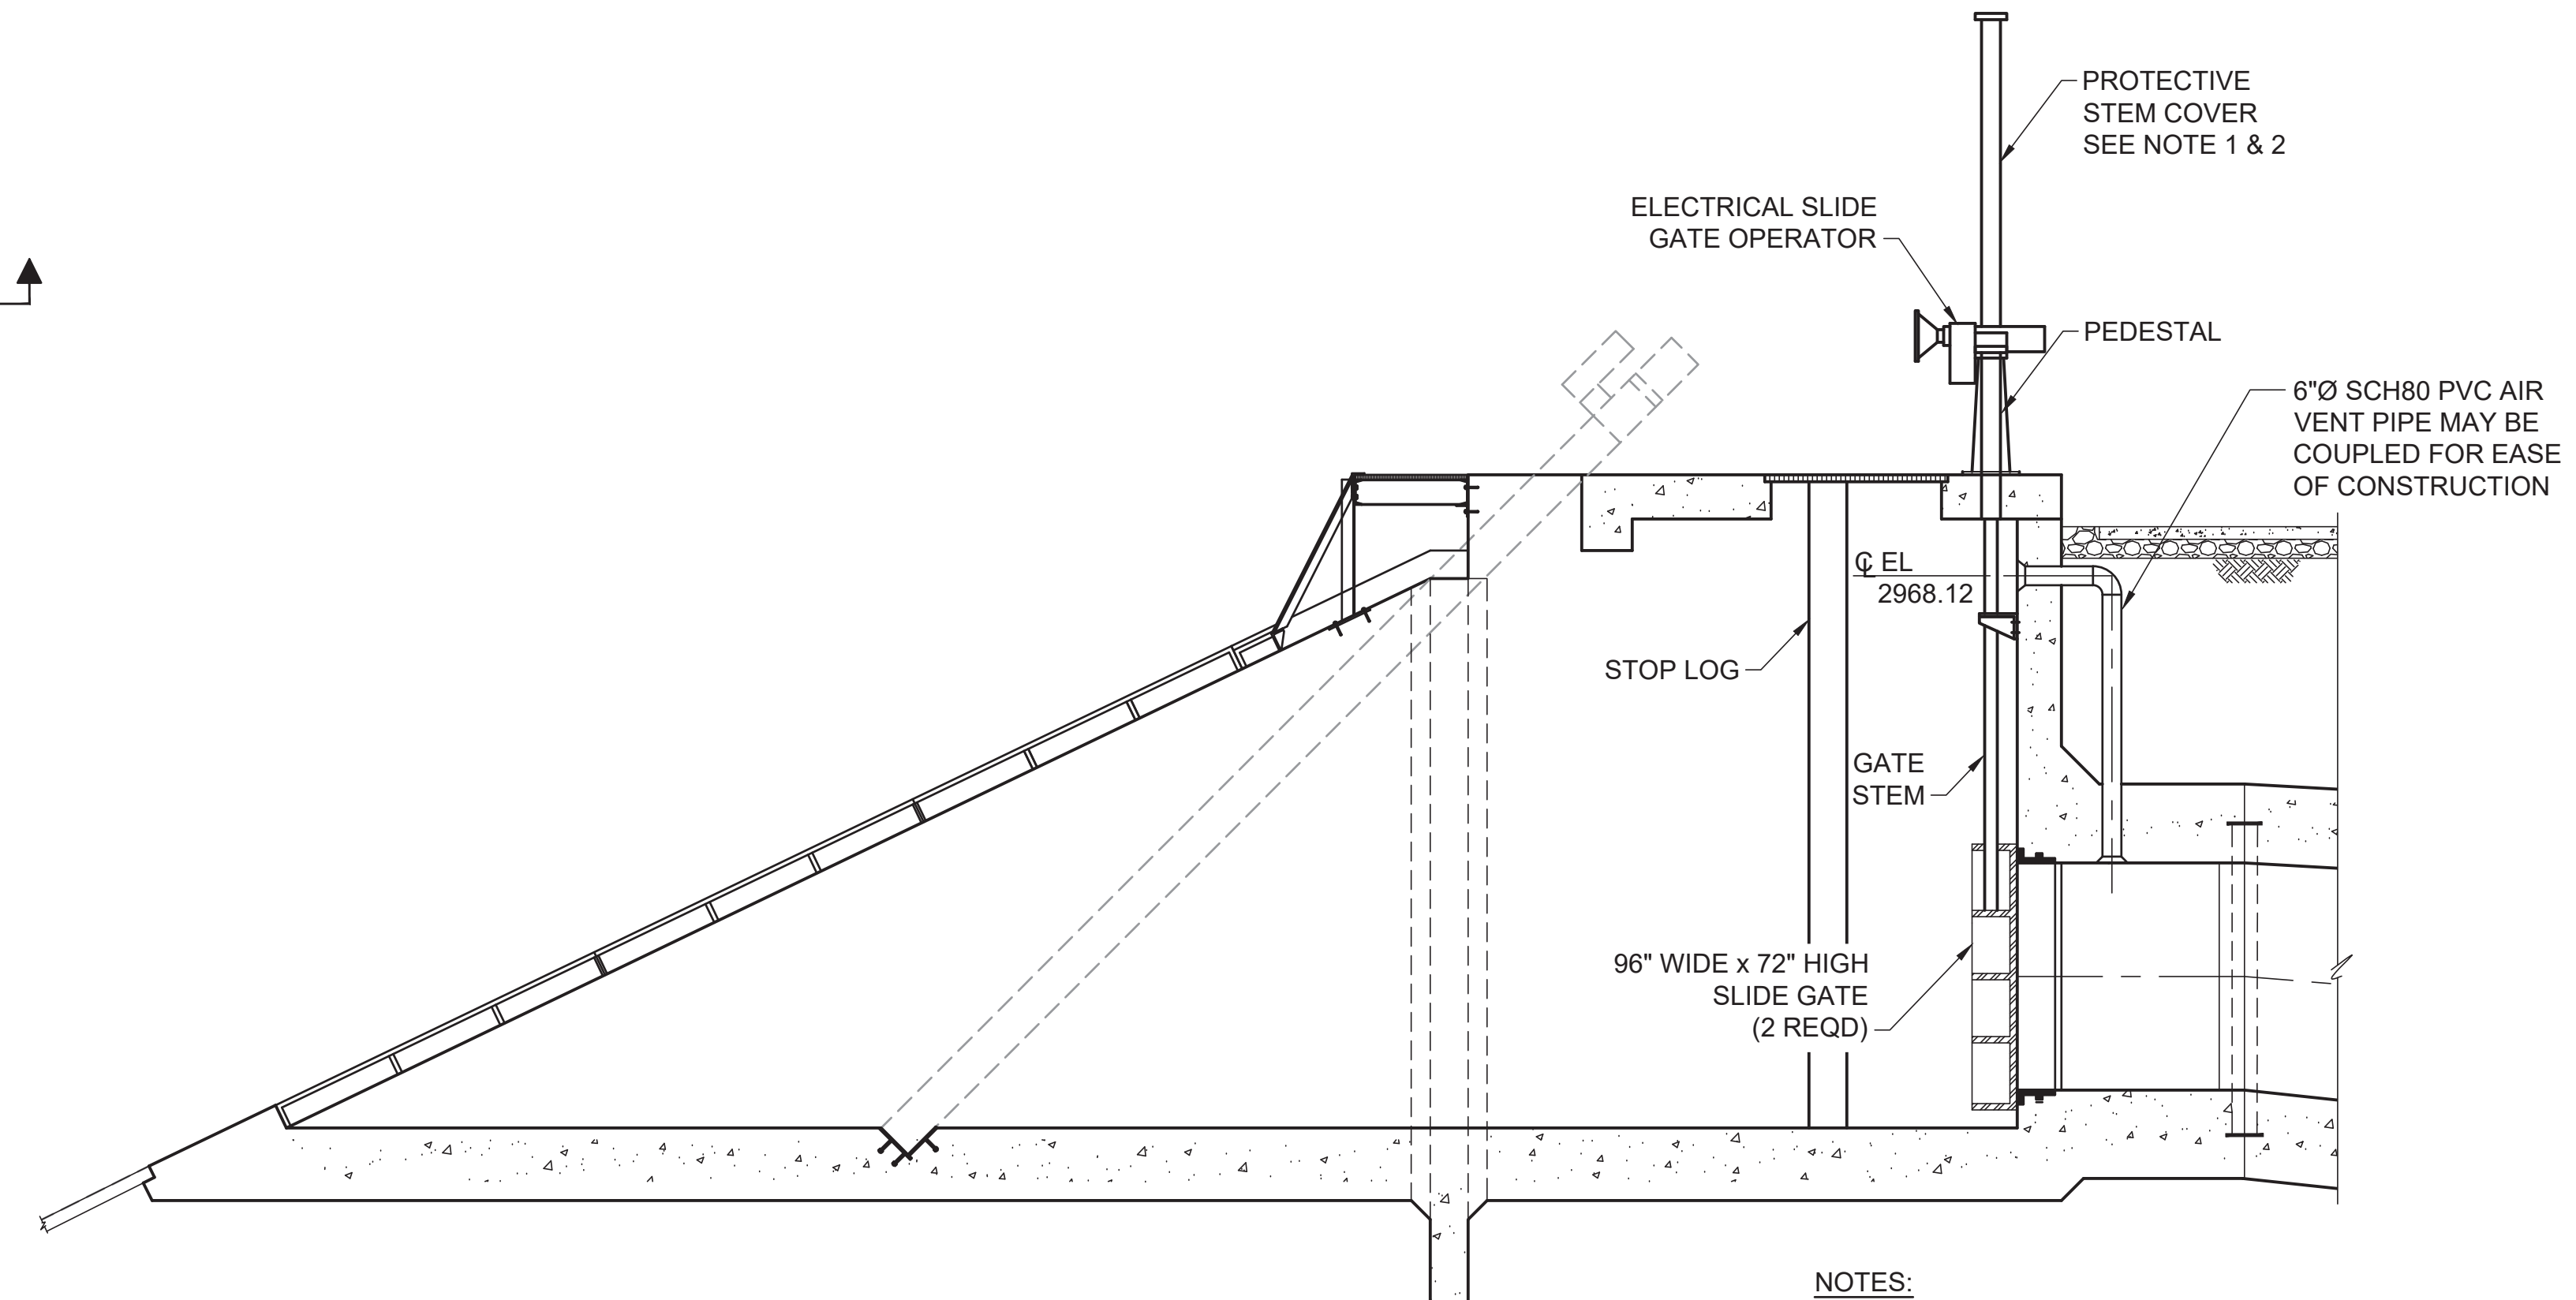 PROTECTIVE
STEM COVER
SEE NOTE 1 & 2
ELECTRICAL SLIDE
GATE OPERATOR
PEDESTAL
6"Ø SCH80 PVC AIR
VENT PIPE MAY BE
COUPLED FOR EASE
OF CONSTRUCTION
℄ EL
2968.12
STOP LOG
GATE
STEM
96" WIDE x 72" HIGH
SLIDE GATE
(2 REQD)
NOTES: